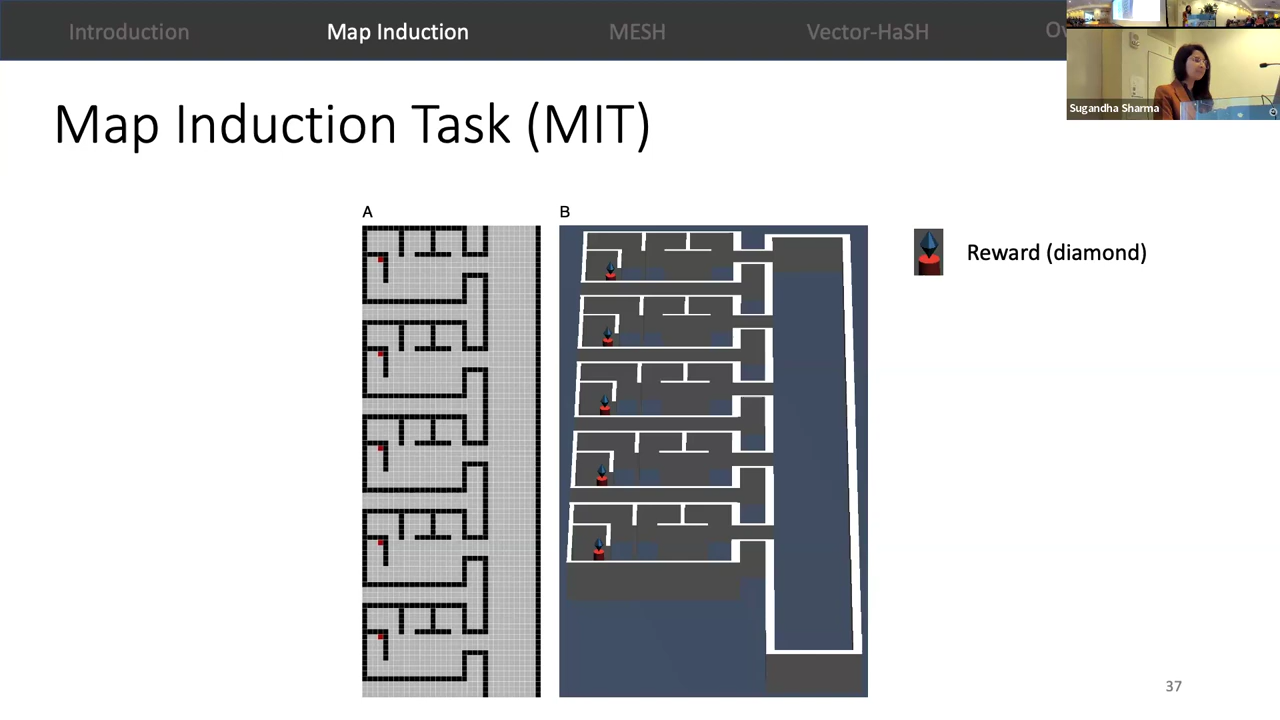 Introduction
Map Induction
MESH
Vector-HaSH
Sugandha Sharma
Map Induction Task (MIT)
A
B
Reward (diamond)
37